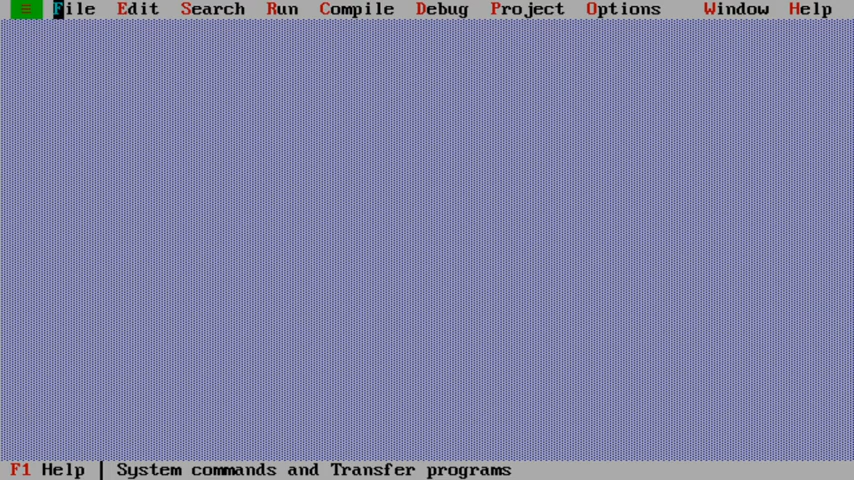 ≡ File Edit Search Run Compile Debug Project Options Window Help
F1 Help | System commands and Transfer programs